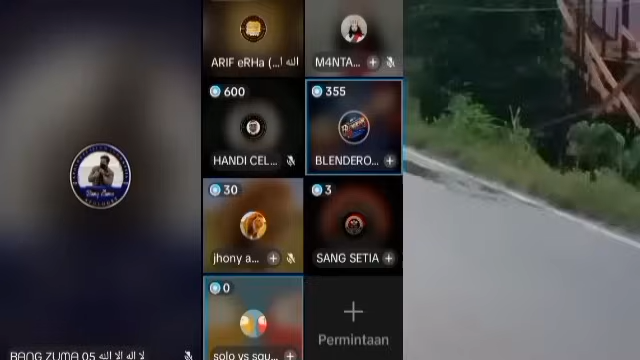 ARIF eRHa (...ﷲ ا
M4NTA...
600
355
HANDI CEL...
BLENDERO...
30
3
jhony a...
SANG SETIA
0
Permintaan
solo vs squ...
BANG ZUMA 05 لا اله الا الله